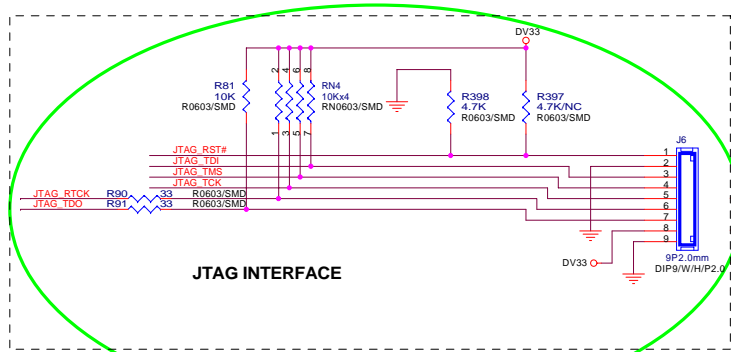 DV33
R81
10K
R0603/SMD
2
4
6
8
RN4
10Kx4
RN0603/SMD
1
3
5
7
R398
4.7K
R0603/SMD
R397
4.7K/NC
R0603/SMD
J6
JTAG_RST#
1
JTAG_TDI
2
JTAG_TMS
3
JTAG_TCK
4
JTAG_RTCK R90 33 R0603/SMD
5
JTAG_TDO R91 33 R0603/SMD
6
7
8
9
DV33
9P2.0mm
DIP9/W/H/P2.0
JTAG INTERFACE